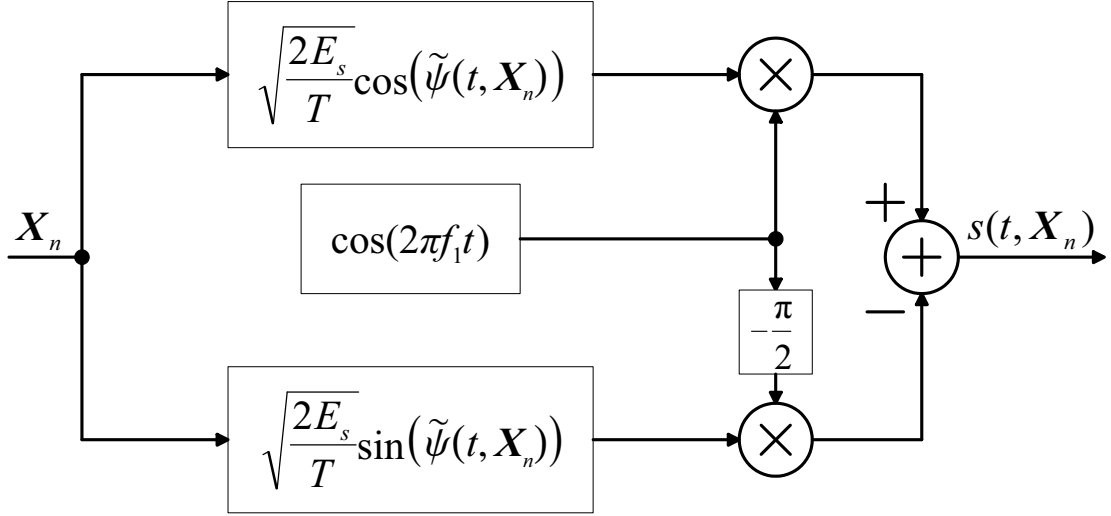 √(2E_s/T) cos(ψ̃(t, X_n))
X_n
cos(2πf_1t)
+
s(t, X_n)
−π/2
−
√(2E_s/T) sin(ψ̃(t, X_n))